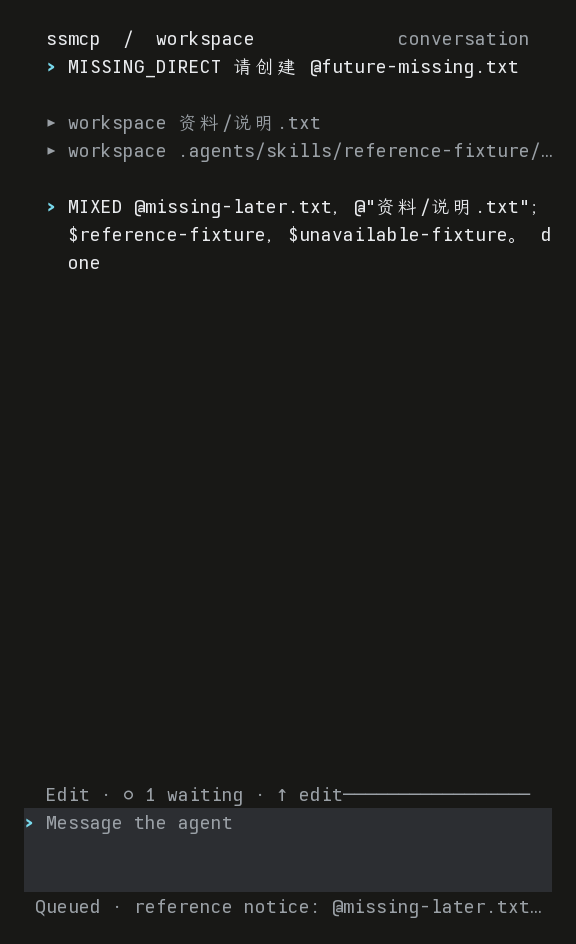 ssmcp / workspace conversation
› MISSING_DIRECT 请创建 @future-missing.txt
▸ workspace 资料/说明.txt
▸ workspace .agents/skills/reference-fixture/…
› MIXED @missing-later.txt, @"资料/说明.txt";
$reference-fixture, $unavailable-fixture。 d
one
Edit · ○ 1 waiting · ↑ edit
› Message the agent
Queued · reference notice: @missing-later.txt…